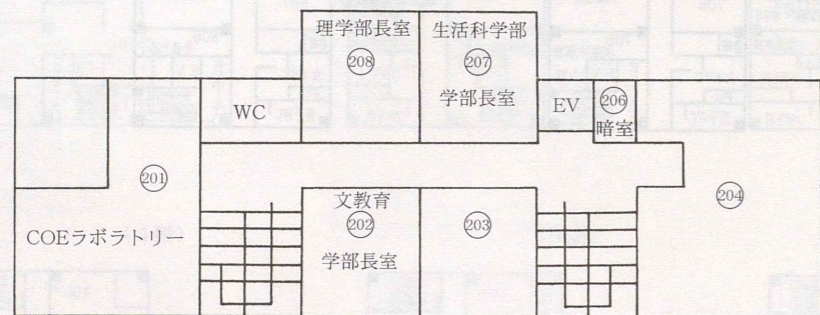 理学部長室
208
生活科学部
207
学部長室
WC
EV
206
暗室
201
COEラボラトリー
文教育
202
学部長室
203
204